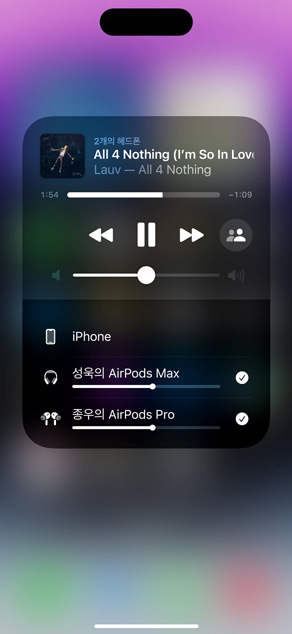 2개의 헤드폰
All 4 Nothing (I'm So In Love
Lauv — All 4 Nothing
1:54
−1:09
iPhone
성욱의 AirPods Max
종우의 AirPods Pro